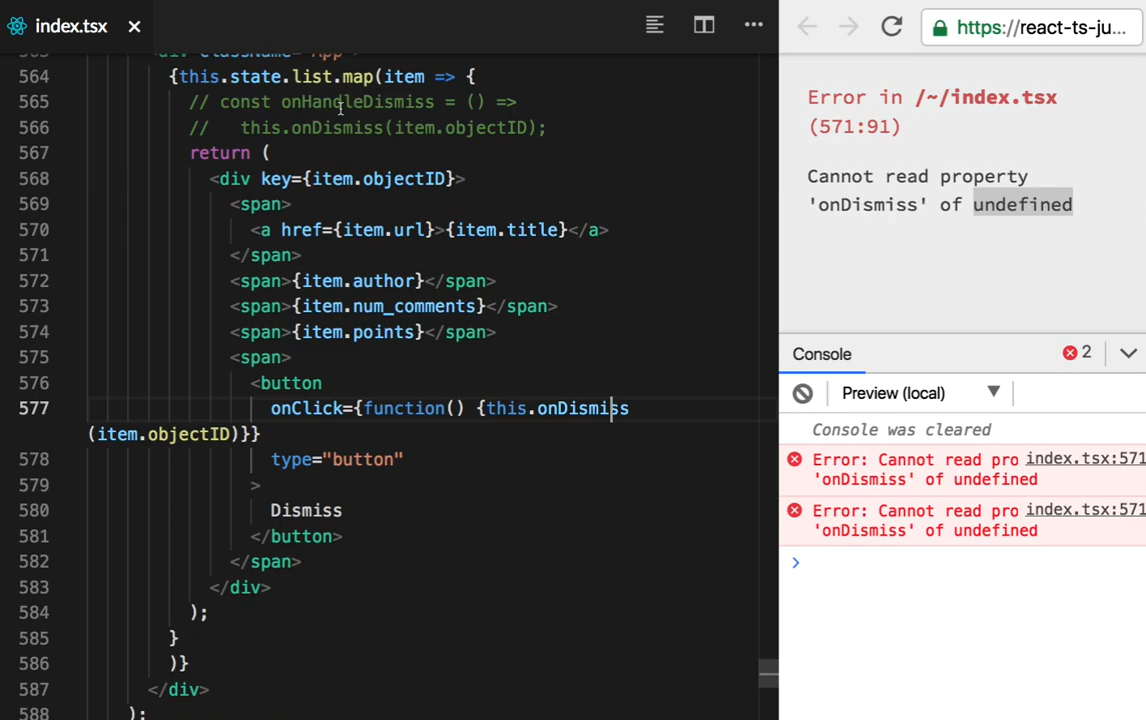 index.tsx
https://react-ts-ju...
564 {this.state.list.map(item => {
565 // const onHandleDismiss = () =>
566 //   this.onDismiss(item.objectID);
567 return (
568 <div key={item.objectID}>
569 <span>
570 <a href={item.url}>{item.title}</a>
571 </span>
572 <span>{item.author}</span>
573 <span>{item.num_comments}</span>
574 <span>{item.points}</span>
575 <span>
576 <button
577 onClick={function() {this.onDismiss
(item.objectID)}}
578 type="button"
579 >
580 Dismiss
581 </button>
582 </span>
583 </div>
584 );
585 }
586 )}
587 </div>
588 );
Error in /~/index.tsx
(571:91)
Cannot read property
'onDismiss' of undefined
Console
2
Preview (local)
Console was cleared
Error: Cannot read pro index.tsx:571
'onDismiss' of undefined
Error: Cannot read pro index.tsx:571
'onDismiss' of undefined